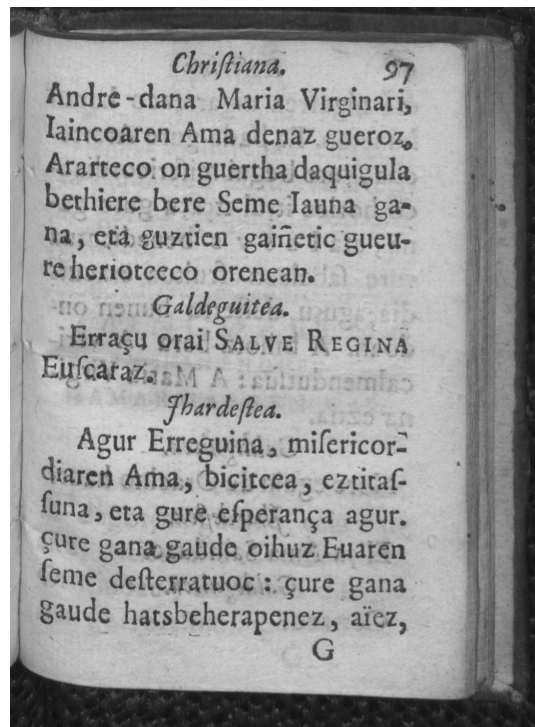 Chriſtiana. 97
Andre-dana Maria Virginari,
Iaincoaren Ama denaz gueroz,
Ararteco on guertha daquigula
bethiere bere Seme Iauna ga-
na, eta guztien gaiñetic gueu-
re heriotceco orenean.
Galdeguitea.
Erraçu orai SALVE REGINA
Euſcaraz.
Jhardeſtea.
Agur Erreguina, miſericor-
diaren Ama, bicitcea, eztitaſ-
ſuna, eta gure eſperança agur.
çure gana gaude oihuz Euaren
ſeme deſterratuoc : çure gana
gaude hatsbeherapenez, aïez,
G